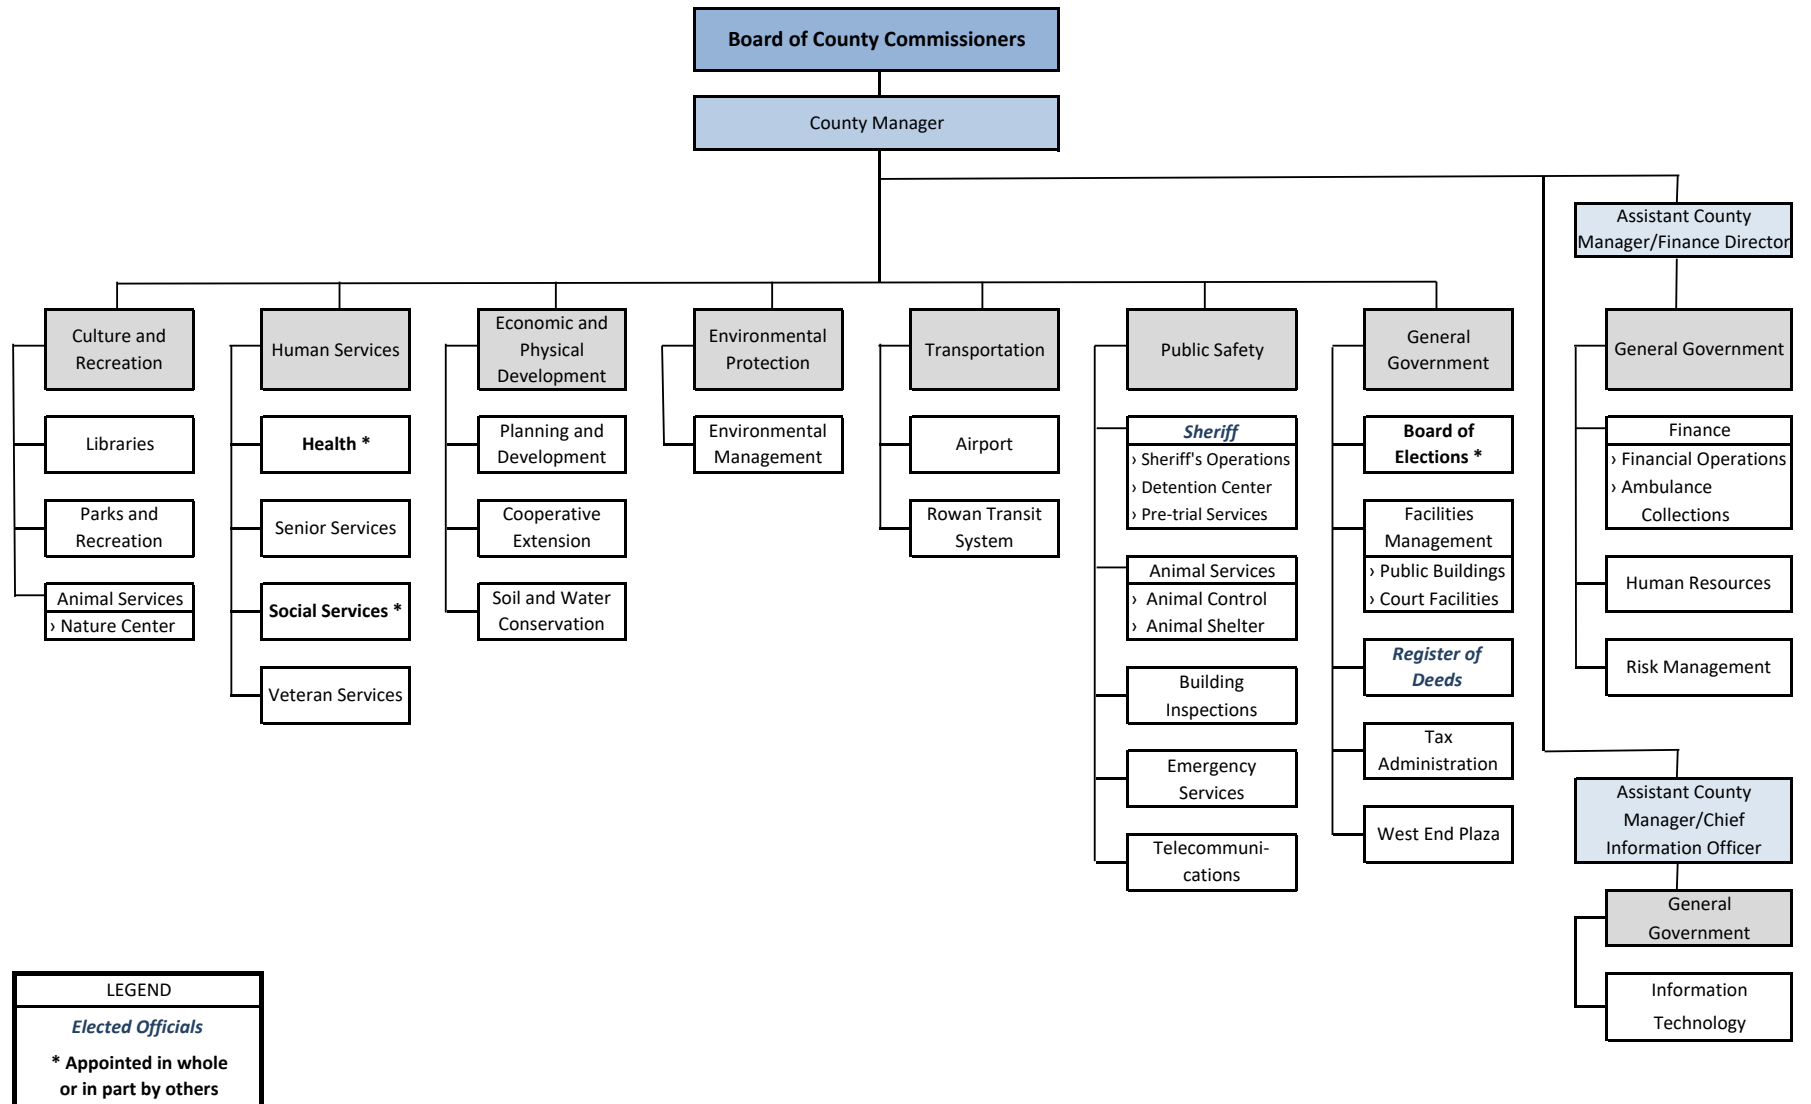 Board of County Commissioners
County Manager
Assistant County
Manager/Finance Director
Culture and
Recreation
Libraries
Parks and
Recreation
Animal Services
› Nature Center
Human Services
Health *
Senior Services
Social Services *
Veteran Services
Economic and
Physical
Development
Planning and
Development
Cooperative
Extension
Soil and Water
Conservation
Environmental
Protection
Environmental
Management
Transportation
Airport
Rowan Transit
System
Public Safety
Sheriff
› Sheriff's Operations
› Detention Center
› Pre-trial Services
Animal Services
› Animal Control
› Animal Shelter
Building
Inspections
Emergency
Services
Telecommuni-
cations
General
Government
Board of
Elections *
Facilities
Management
› Public Buildings
› Court Facilities
Register of
Deeds
Tax
Administration
West End Plaza
General Government
Finance
› Financial Operations
› Ambulance
Collections
Human Resources
Risk Management
Assistant County
Manager/Chief
Information Officer
General
Government
Information
Technology
LEGEND
Elected Officials
* Appointed in whole
or in part by others